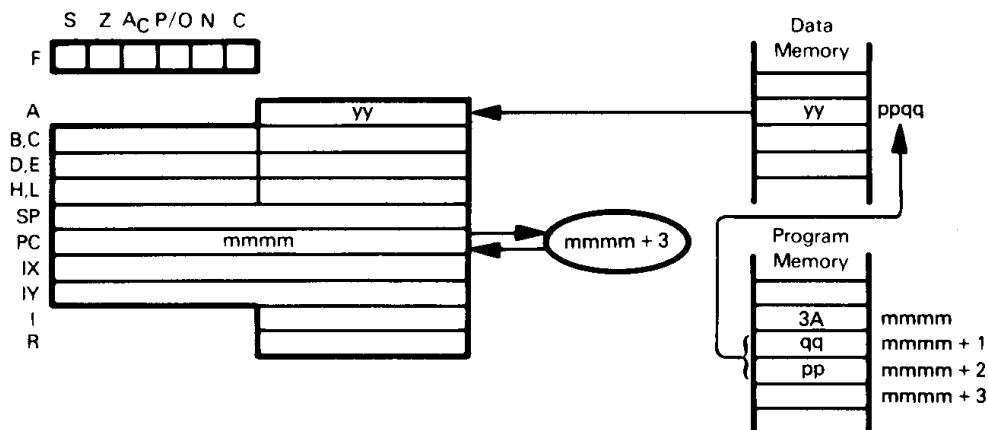 S Z AC P/O N C
F
A yy
B,C
D,E
H,L
SP
PC mmmm
IX
IY
I
R
mmmm + 3
Data
Memory
yy ppqq
Program
Memory
3A mmmm
qq mmmm + 1
pp mmmm + 2
mmmm + 3